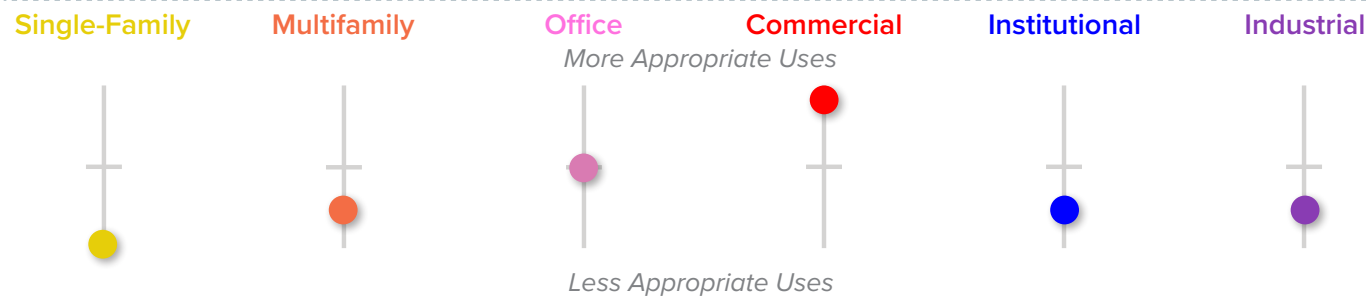 Single-Family Multifamily Office Commercial Institutional Industrial
More Appropriate Uses
Less Appropriate Uses